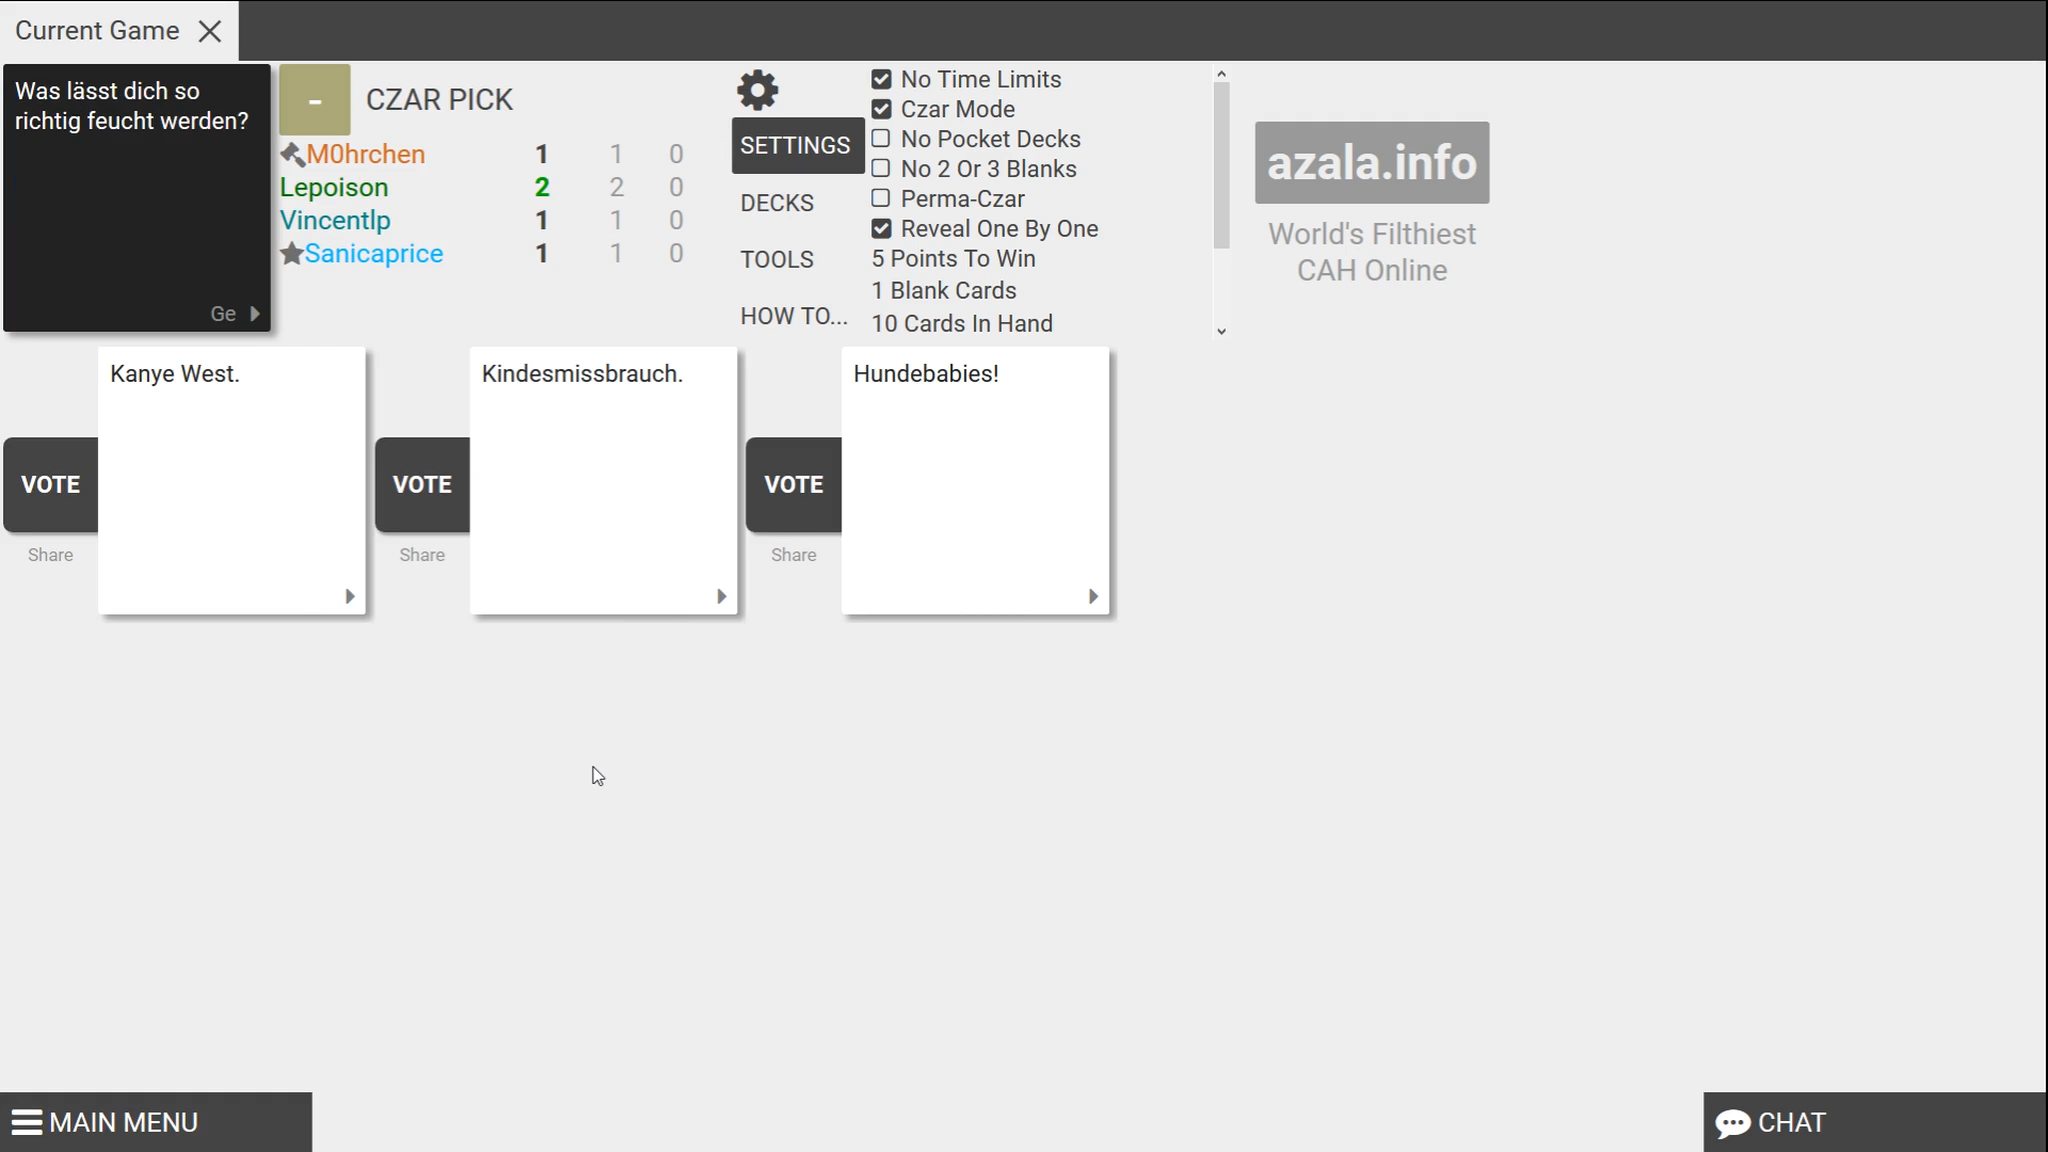 Current Game
Was lässt dich so
richtig feucht werden?
Ge
-
CZAR PICK
M0hrchen 1 1 0
Lepoison 2 2 0
Vincentlp 1 1 0
Sanicaprice 1 1 0
SETTINGS
DECKS
TOOLS
HOW TO...
No Time Limits
Czar Mode
No Pocket Decks
No 2 Or 3 Blanks
Perma-Czar
Reveal One By One
5 Points To Win
1 Blank Cards
10 Cards In Hand
azala.info
World's Filthiest
CAH Online
VOTE
Share
Kanye West.
VOTE
Share
Kindesmissbrauch.
VOTE
Share
Hundebabies!
MAIN MENU
CHAT